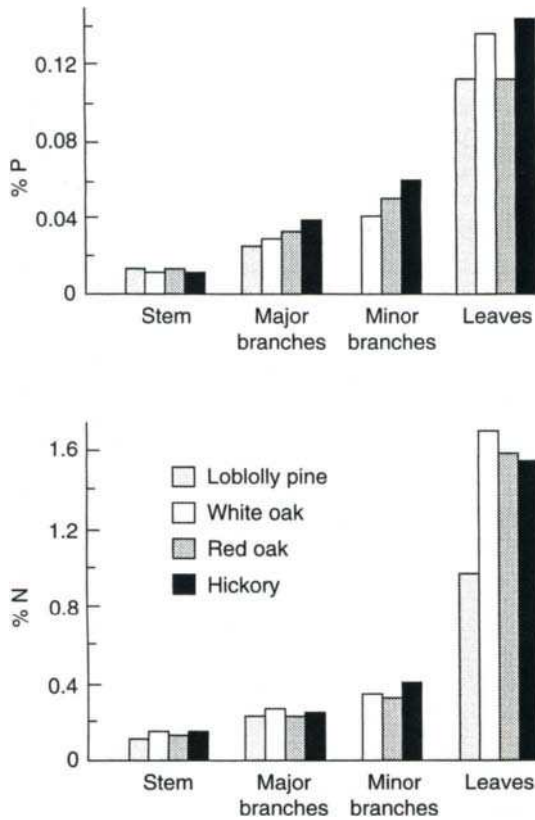 0.12
0.08
0.04
0
% P
Stem
Major
branches
Minor
branches
Leaves
1.6
1.2
0.8
0.4
0
% N
Loblolly pine
White oak
Red oak
Hickory
Stem
Major
branches
Minor
branches
Leaves